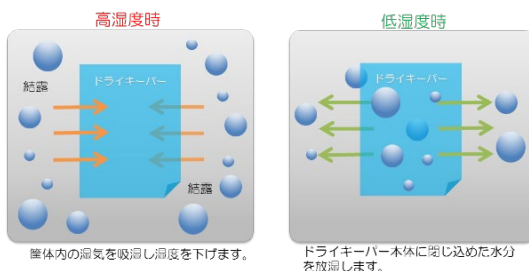 高湿度時
ドライキーパー
結露
結露
筐体内の湿気を吸湿し湿度を下げます。
低湿度時
ドライキーパー
ドライキーパー本体に閉じ込めた水分
を放湿します。